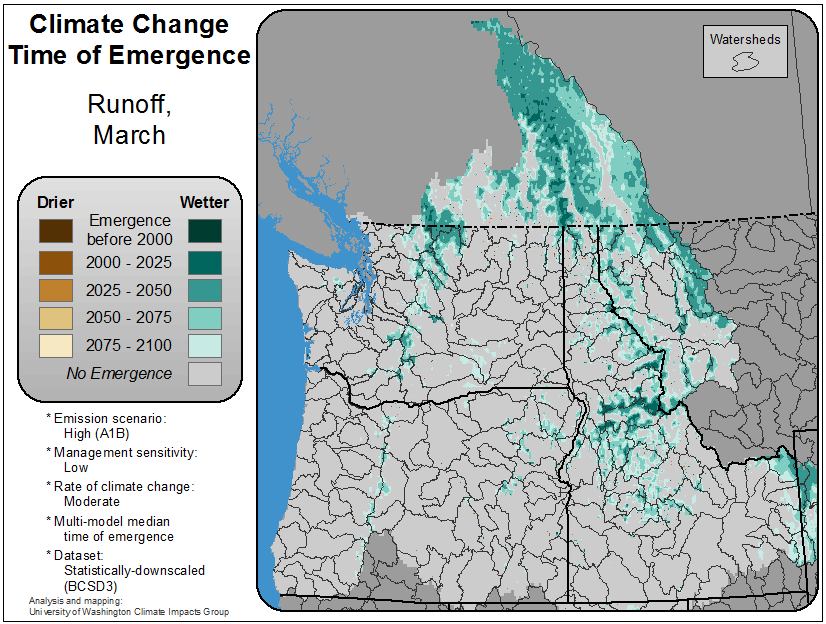 Climate Change
Time of Emergence
Runoff,
March
Watersheds
Drier
Wetter
Emergence
before 2000
2000 - 2025
2025 - 2050
2050 - 2075
2075 - 2100
No Emergence
* Emission scenario:
High (A1B)
* Management sensitivity:
Low
* Rate of climate change:
Moderate
* Multi-model median
time of emergence
* Dataset:
Statistically-downscaled
(BCSD3)
Analysis and mapping:
University of Washington Climate Impacts Group